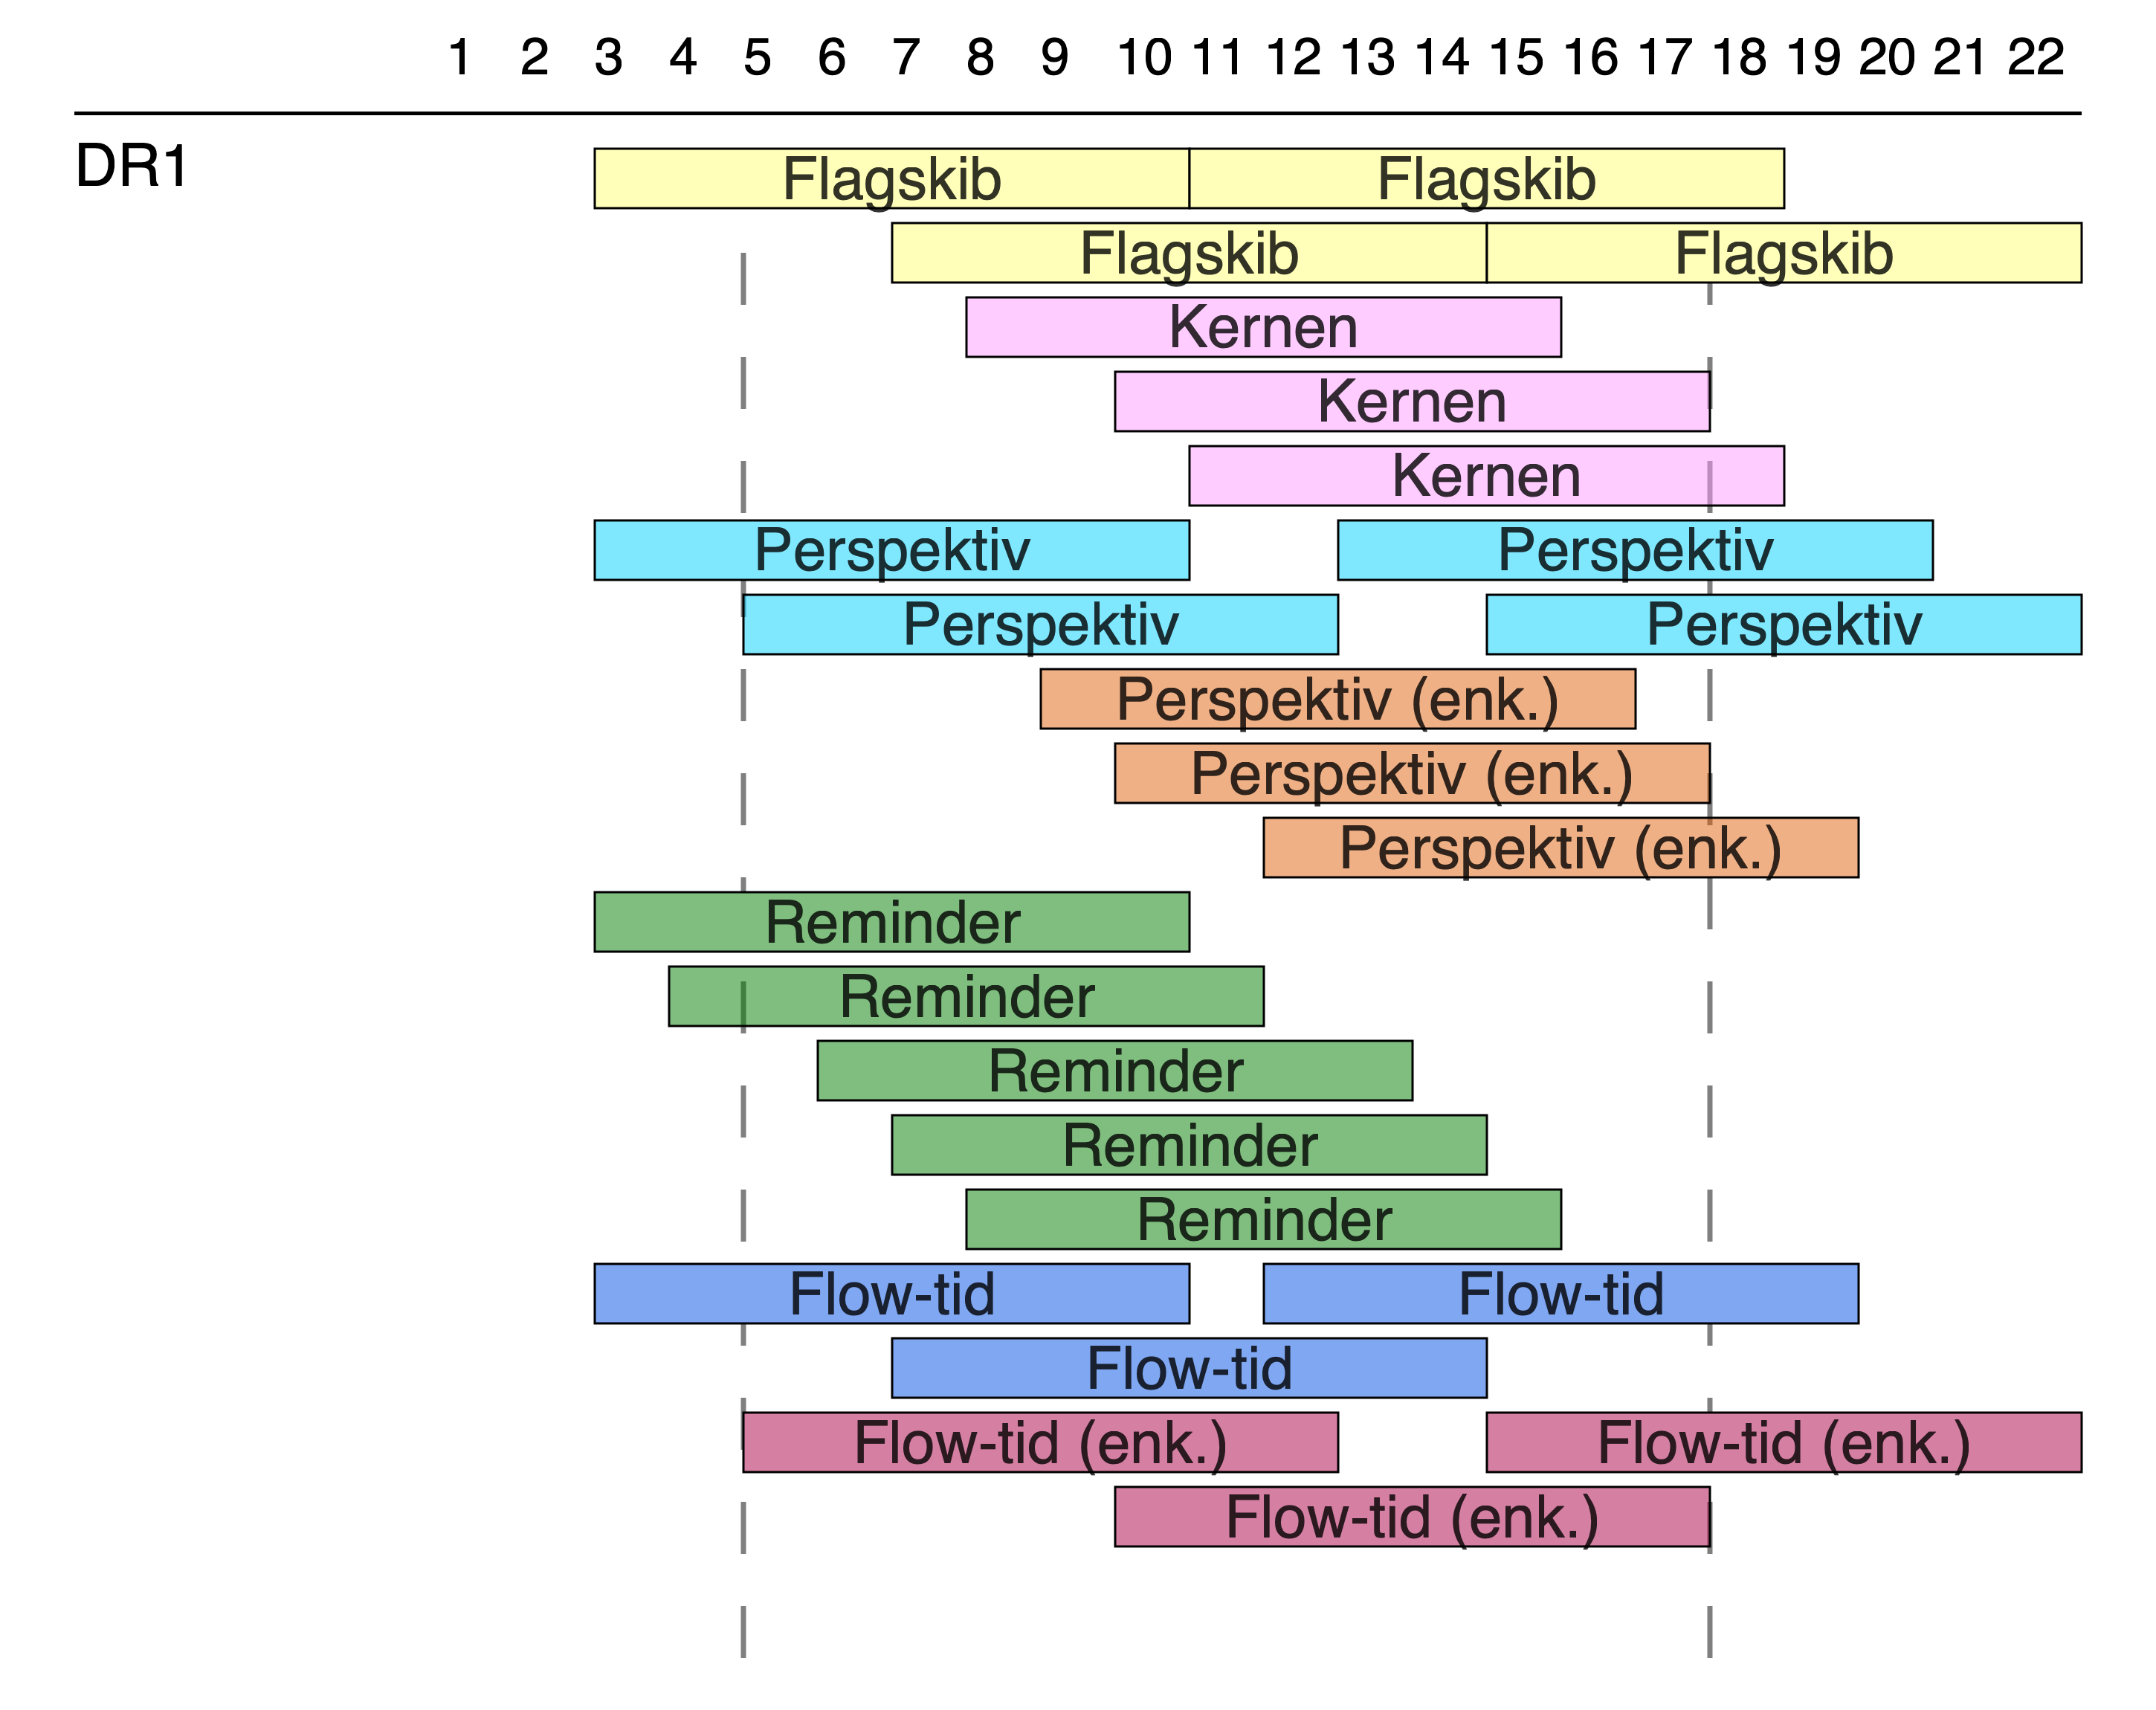 1 2 3 4 5 6 7 8 9 10 11 12 13 14 15 16 17 18 19 20 21 22
DR1
Flagskib Flagskib
Flagskib Flagskib
Kernen
Kernen
Kernen
Perspektiv Perspektiv
Perspektiv Perspektiv
Perspektiv (enk.)
Perspektiv (enk.)
Perspektiv (enk.)
Reminder
Reminder
Reminder
Reminder
Reminder
Flow-tid Flow-tid
Flow-tid
Flow-tid (enk.) Flow-tid (enk.)
Flow-tid (enk.)